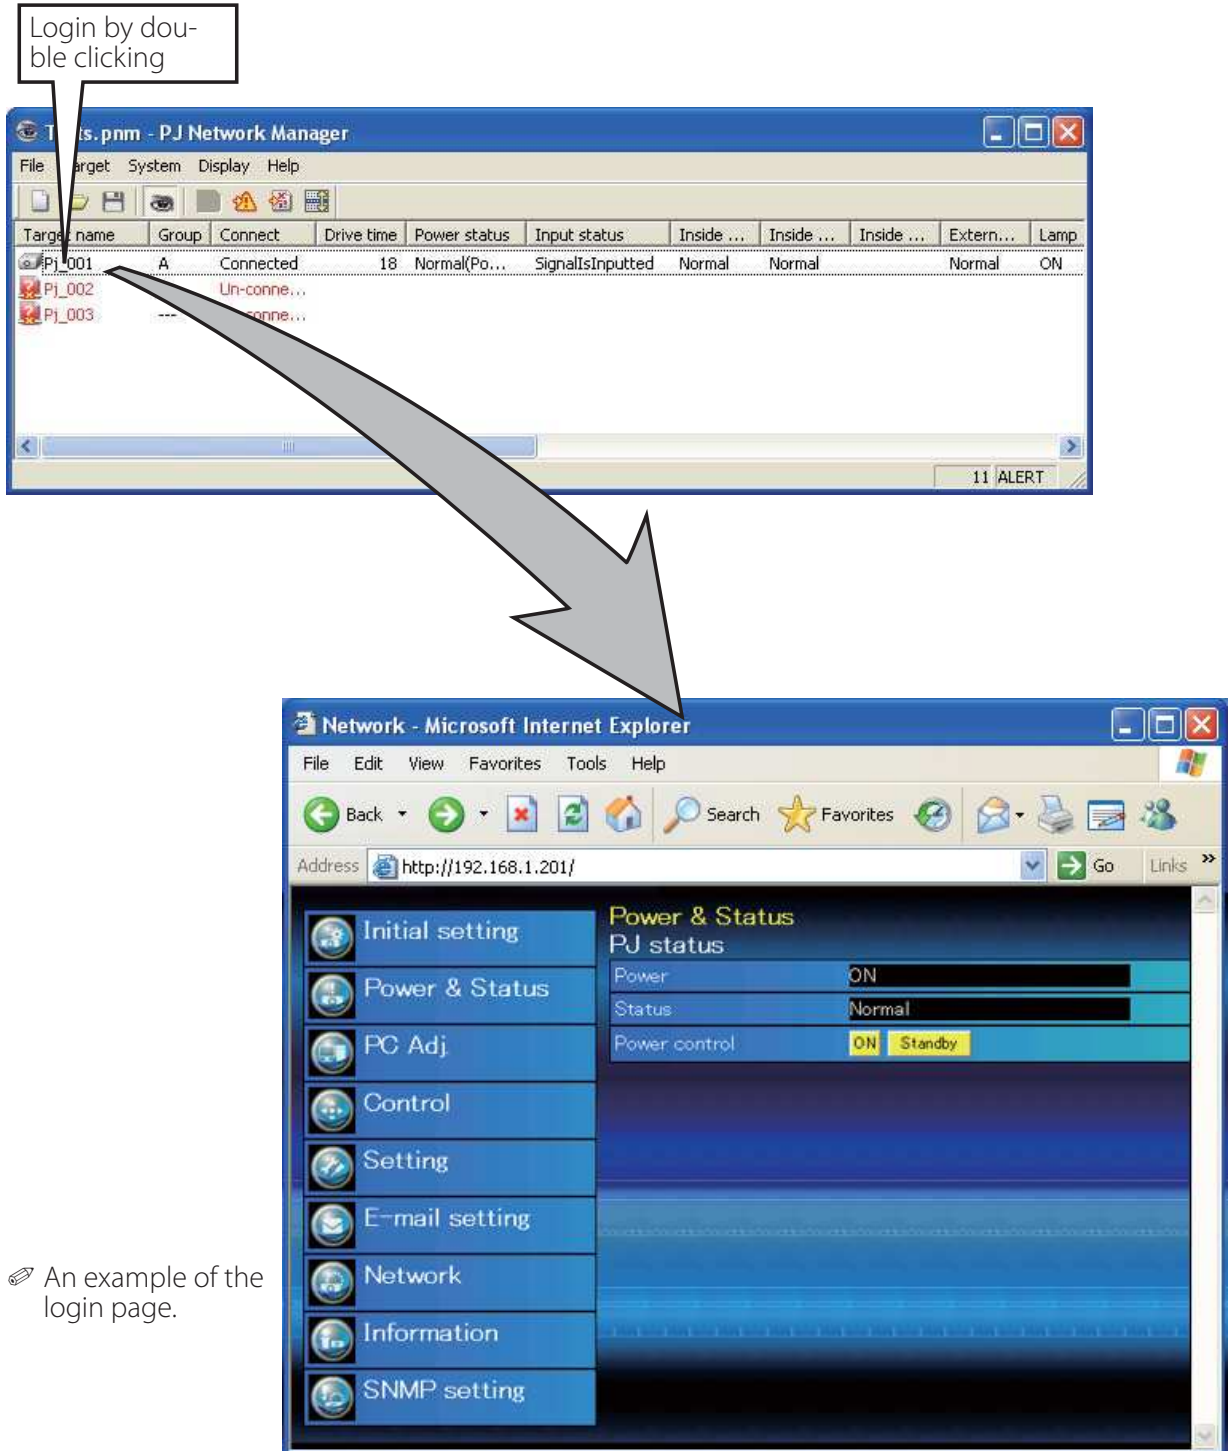 Login by dou-
ble clicking
ts.pnm - PJ Network Manager
File arget System Display Help
Target name Group Connect Drive time Power status Input status Inside ... Inside ... Inside ... Extern... Lamp
Pj_001 A Connected 18 Normal(Po... SignalIsInputted Normal Normal Normal ON
Pj_002 Un-conne...
Pj_003 --- conne...
11 ALERT
Network - Microsoft Internet Explorer
File Edit View Favorites Tools Help
Back Search Favorites
Address http://192.168.1.201/ Go Links »
Initial setting
Power & Status
PC Adj.
Control
Setting
E-mail setting
Network
Information
SNMP setting
Power & Status
PJ status
Power ON
Status Normal
Power control ON Standby
An example of the
login page.